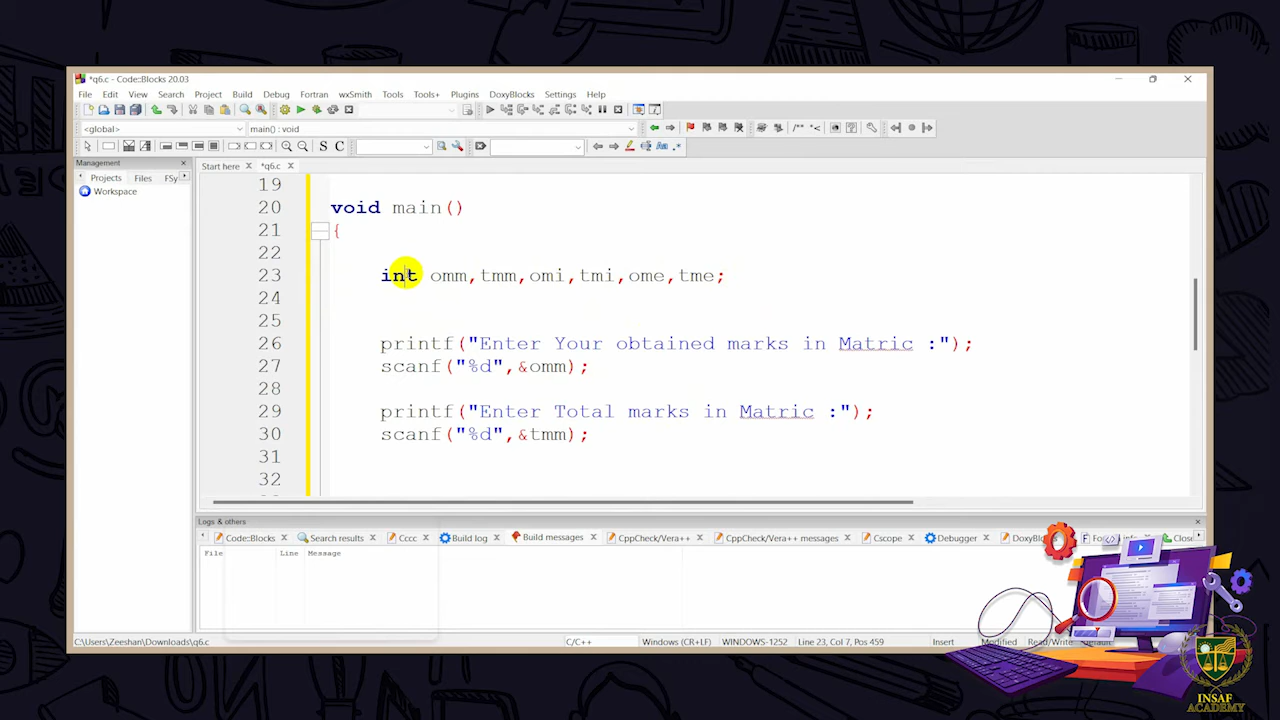 *q6.c - Code::Blocks 20.03
File Edit View Search Project Build Debug Fortran wxSmith Tools Tools+ Plugins DoxyBlocks Settings Help
<global> main() : void
S C
Management
Projects Files FSy
Workspace
Start here *q6.c
19
20 void main()
21 {
22
23 int omm,tmm,omi,tmi,ome,tme;
24
25
26 printf("Enter Your obtained marks in Matric :");
27 scanf("%d",&omm);
28
29 printf("Enter Total marks in Matric :");
30 scanf("%d",&tmm);
31
32
Logs & others
Code::Blocks Search results Cccc Build log Build messages CppCheck/Vera++ CppCheck/Vera++ messages Cscope Debugger
File Line Message
C:\Users\Zeeshan\Downloads\q6.c C/C++ Windows (CR+LF) WINDOWS-1252 Line 23, Col 7, Pos 459 Insert Modified Read/Write
INSAF
ACADEMY